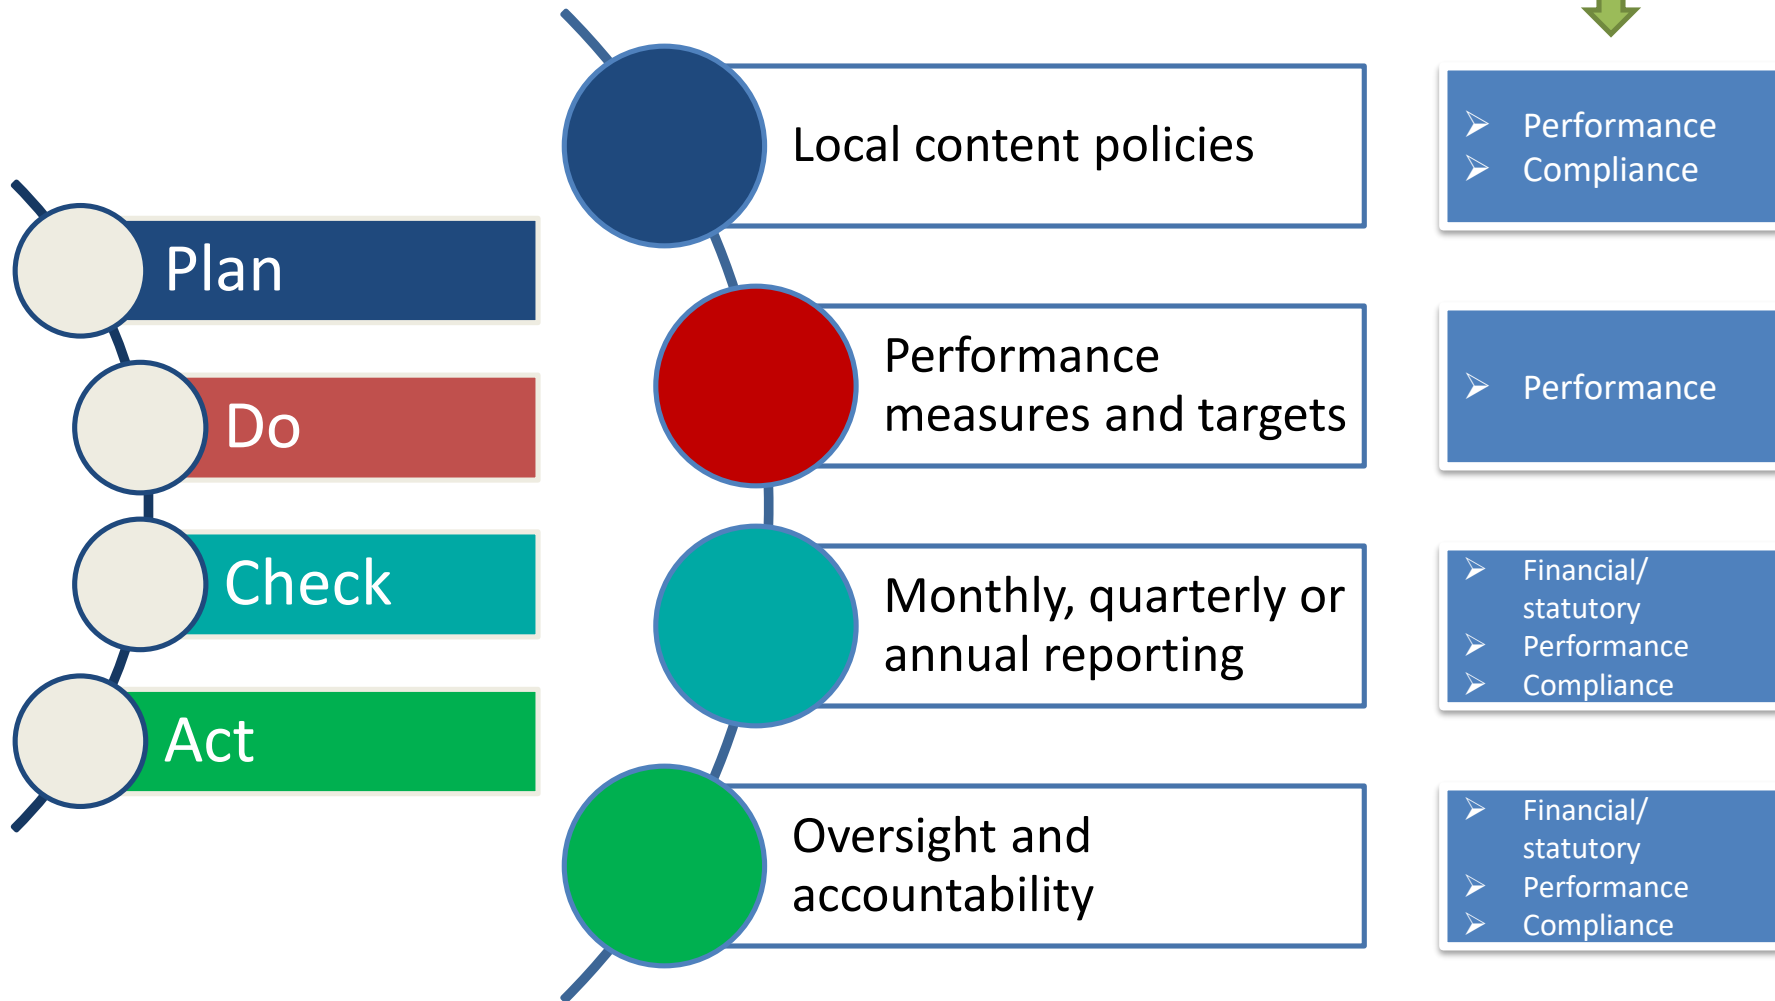 Plan
Do
Check
Act
Local content policies
Performance
measures and targets
Monthly, quarterly or
annual reporting
Oversight and
accountability
➢ Performance
➢ Compliance
➢ Performance
➢ Financial/
statutory
➢ Performance
➢ Compliance
➢ Financial/
statutory
➢ Performance
➢ Compliance